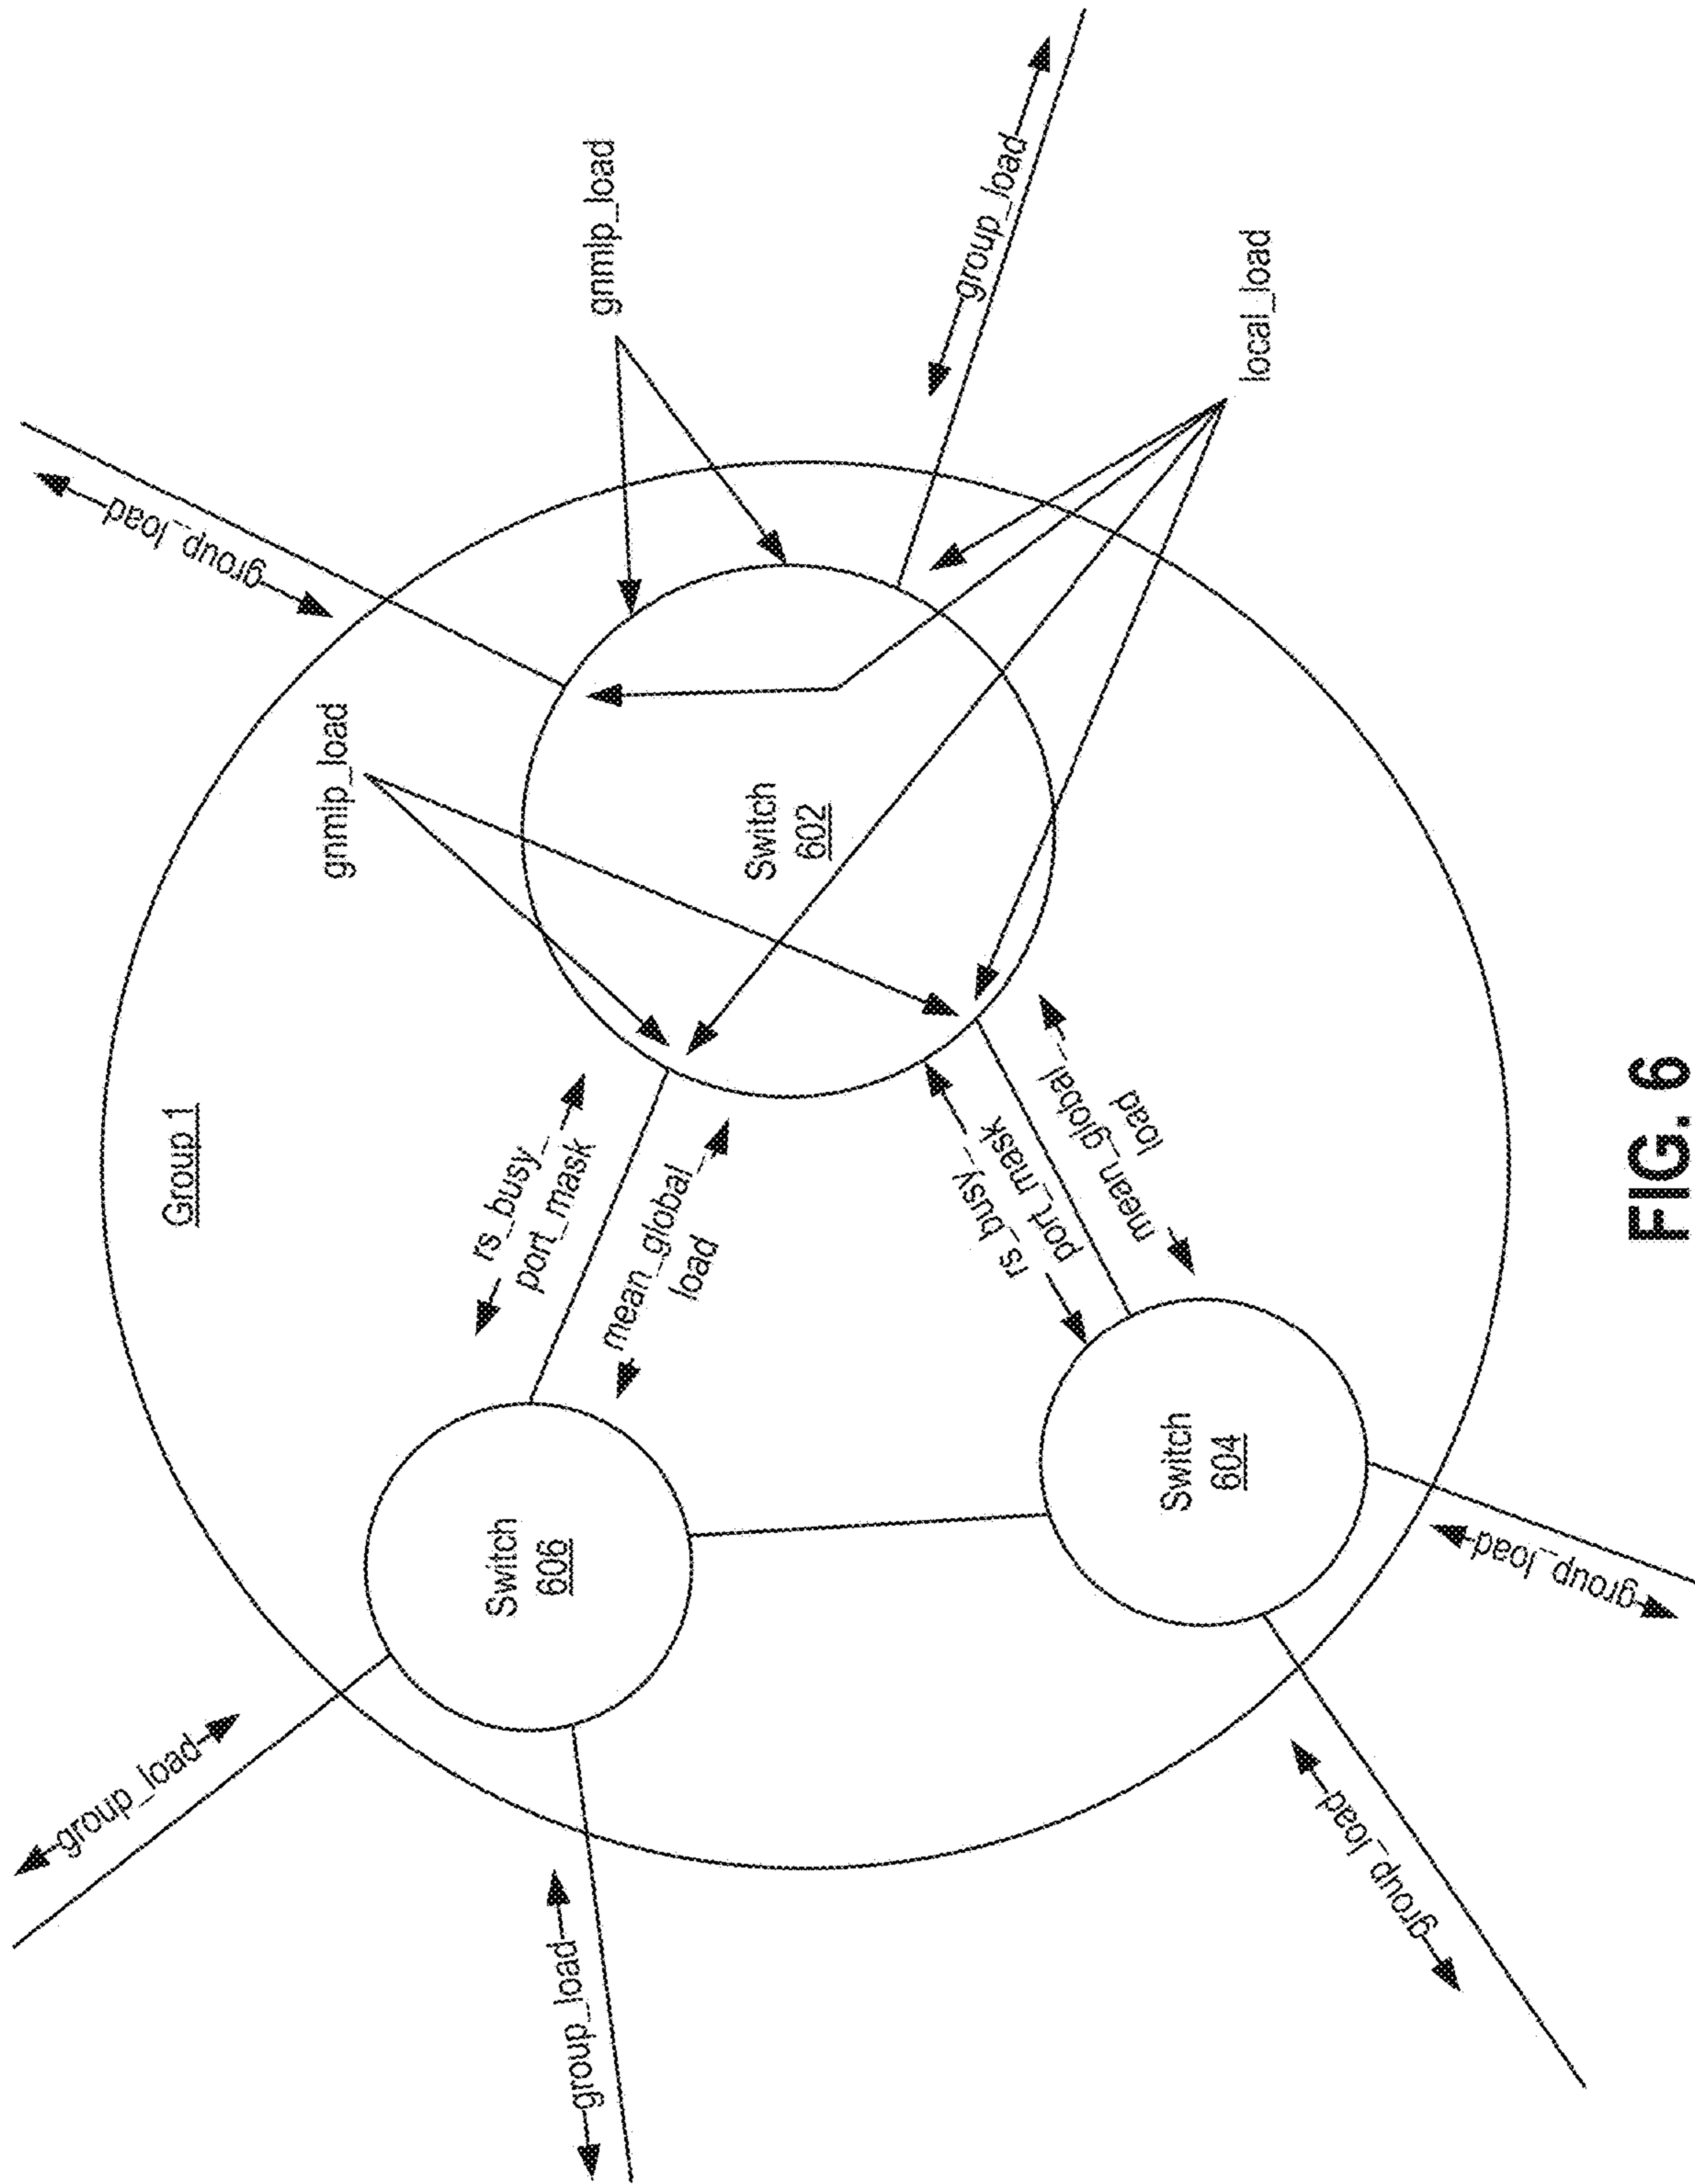 Group 1
group_load
group_load
gnmlp_load
gnmlp_load
group_load
group_load
local_load
Switch
602
Switch
606
Switch
604
rs_busy_
port_mask
mean_global_
load
rs_busy_
port_mask
mean_global_
load
group_load
group_load
FIG. 6